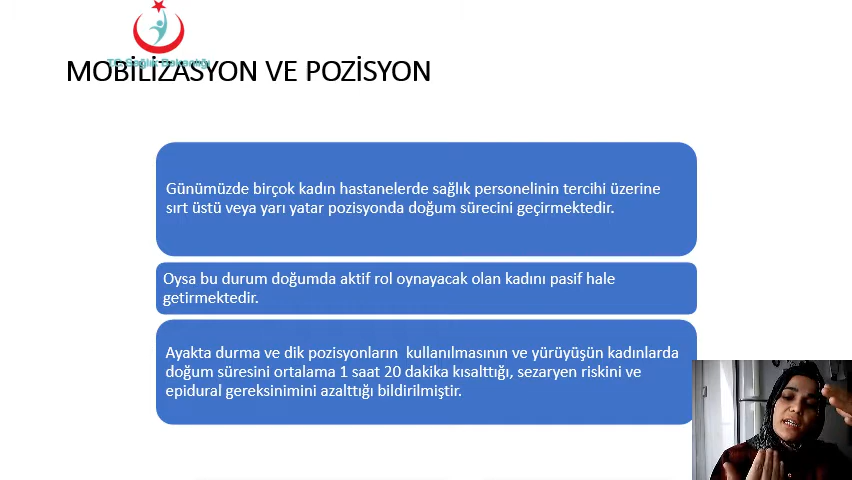 TC Sağlık Bakanlığı
MOBİLİZASYON VE POZİSYON
Günümüzde birçok kadın hastanelerde sağlık personelinin tercihi üzerine
sırt üstü veya yarı yatar pozisyonda doğum sürecini geçirmektedir.
Oysa bu durum doğumda aktif rol oynayacak olan kadını pasif hale
getirmektedir.
Ayakta durma ve dik pozisyonların kullanılmasının ve yürüyüşün kadınlarda
doğum süresini ortalama 1 saat 20 dakika kısalttığı, sezaryen riskini ve
epidural gereksinimini azalttığı bildirilmiştir.